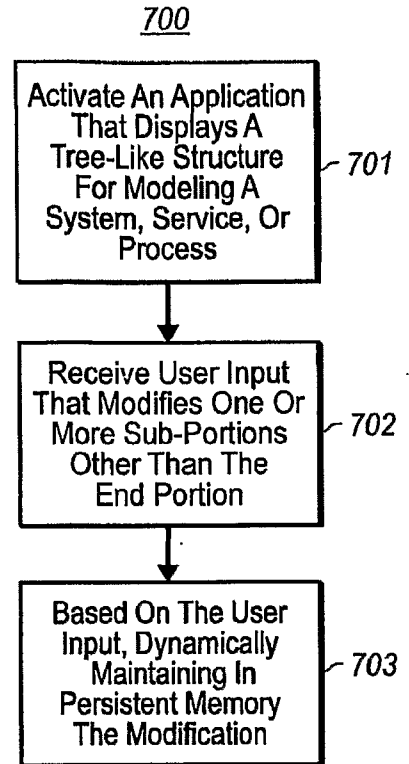 700
Activate An Application
That Displays A
Tree-Like Structure
For Modeling A
System, Service, Or
Process
701
Receive User Input
That Modifies One Or
More Sub-Portions
Other Than The
End Portion
702
Based On The User
Input, Dynamically
Maintaining In
Persistent Memory
The Modification
703